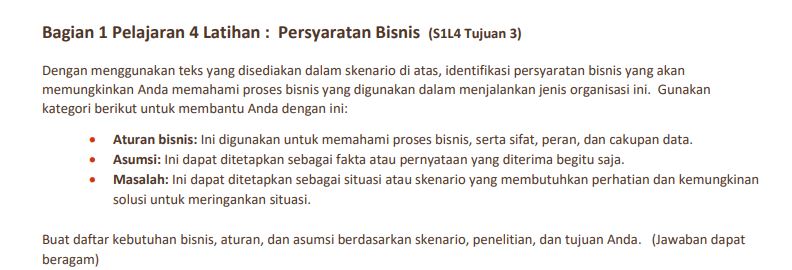 Bagian 1 Pelajaran 4 Latihan : Persyaratan Bisnis (S1L4 Tujuan 3)
Dengan menggunakan teks yang disediakan dalam skenario di atas, identifikasi persyaratan bisnis yang akan
memungkinkan Anda memahami proses bisnis yang digunakan dalam menjalankan jenis organisasi ini. Gunakan
kategori berikut untuk membantu Anda dengan ini:
• Aturan bisnis: Ini digunakan untuk memahami proses bisnis, serta sifat, peran, dan cakupan data.
• Asumsi: Ini dapat ditetapkan sebagai fakta atau pernyataan yang diterima begitu saja.
• Masalah: Ini dapat ditetapkan sebagai situasi atau skenario yang membutuhkan perhatian dan kemungkinan
solusi untuk meringankan situasi.
Buat daftar kebutuhan bisnis, aturan, dan asumsi berdasarkan skenario, penelitian, dan tujuan Anda. (Jawaban dapat
beragam)